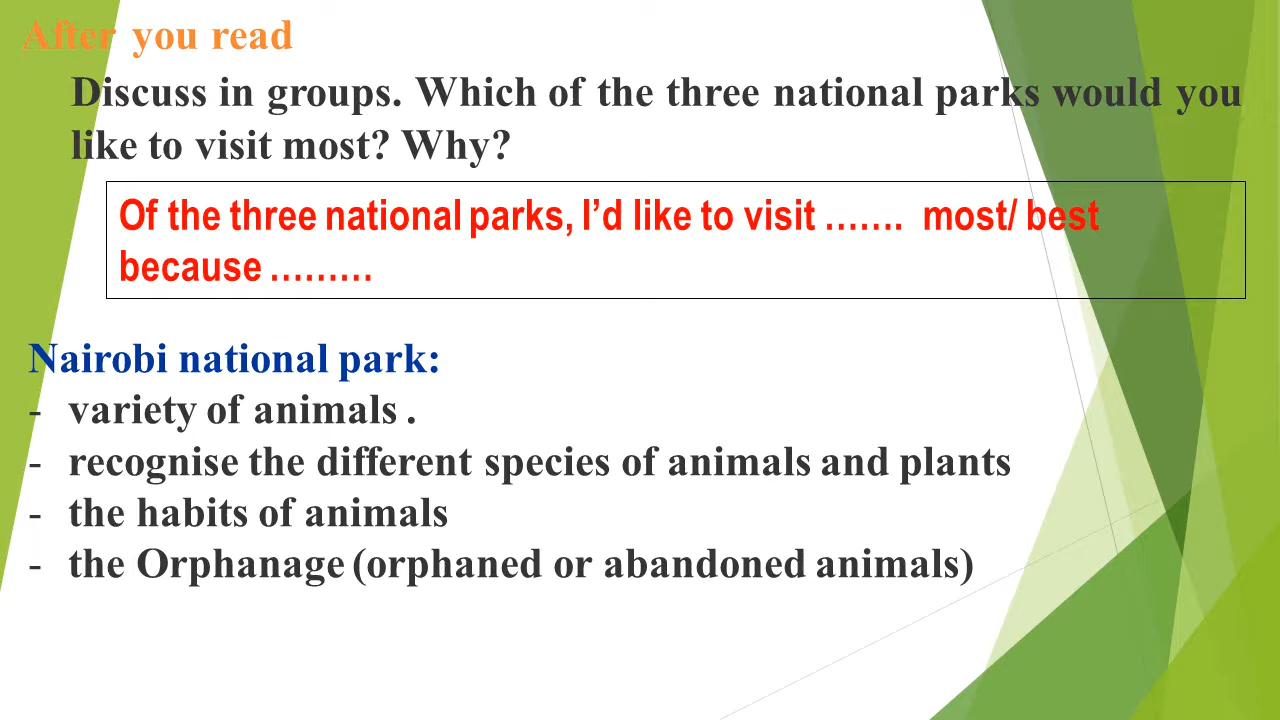 After you read
Discuss in groups. Which of the three national parks would you
like to visit most? Why?
Of the three national parks, I’d like to visit ……. most/ best
because ………
Nairobi national park:
- variety of animals .
- recognise the different species of animals and plants
- the habits of animals
- the Orphanage (orphaned or abandoned animals)